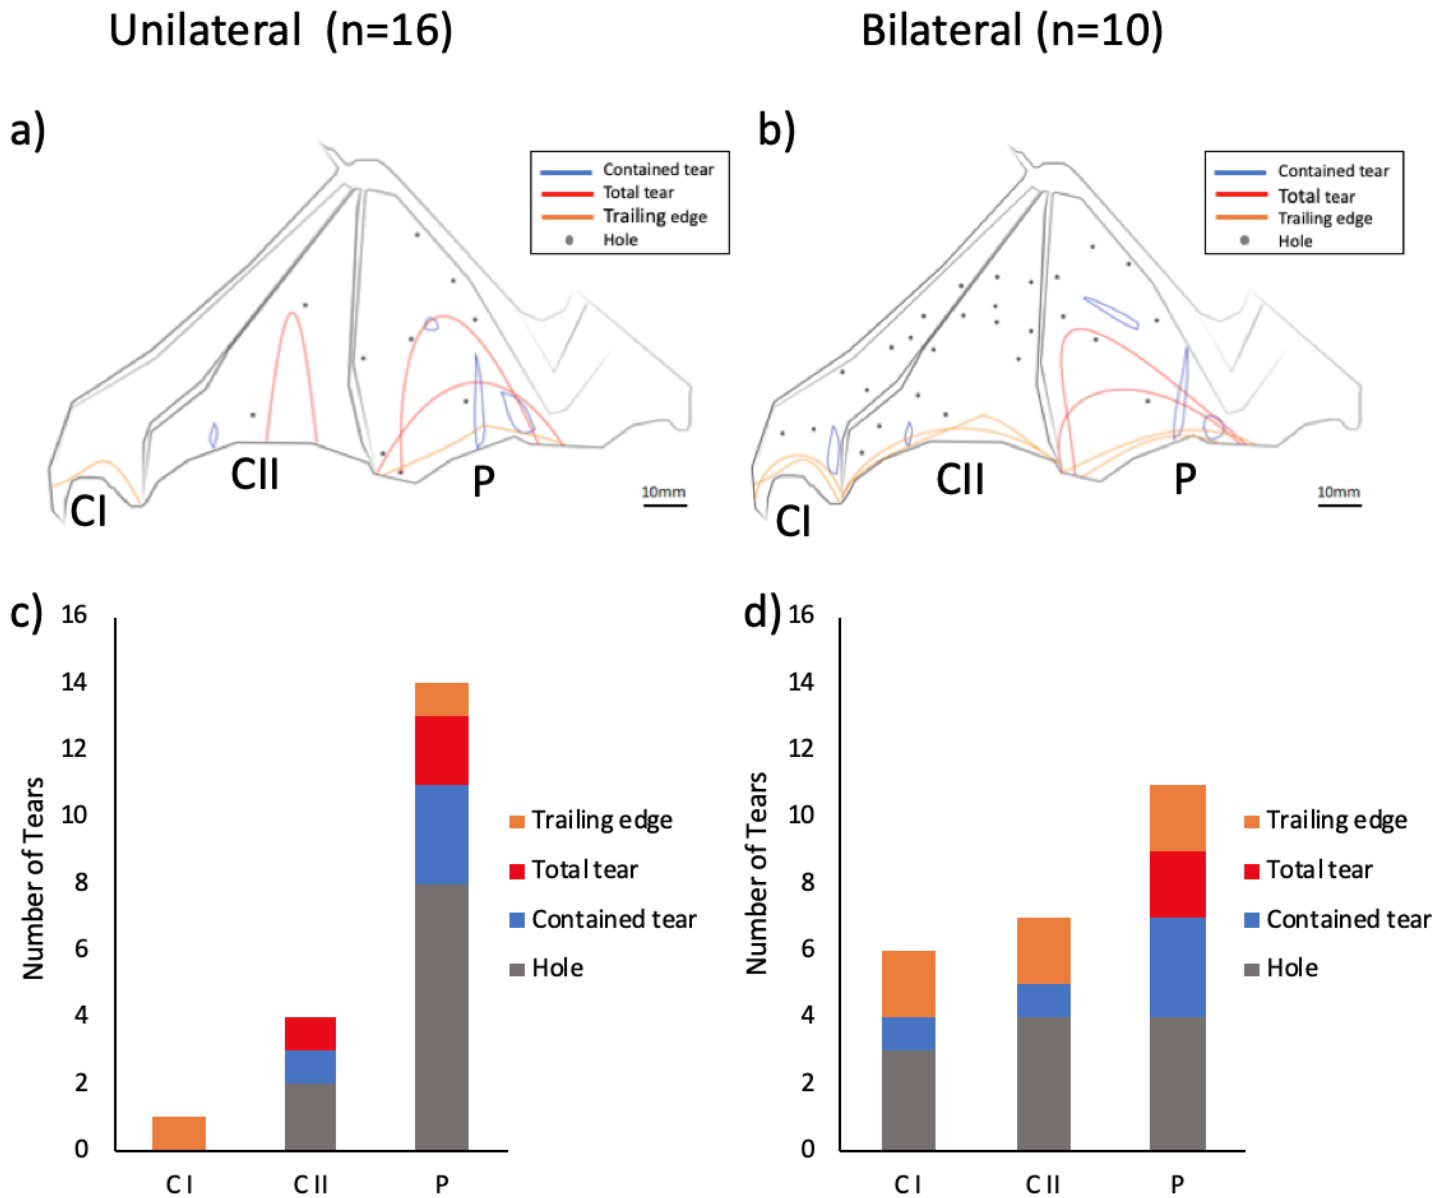 Unilateral (n=16)
Bilateral (n=10)
a)
Contained tear
Total tear
Trailing edge
Hole
CI
CII
P
10mm
b)
Contained tear
Total tear
Trailing edge
Hole
CI
CII
P
10mm
c)
16
14
12
10
8
6
4
2
0
Number of Tears
C I
C II
P
Trailing edge
Total tear
Contained tear
Hole
d)
16
14
12
10
8
6
4
2
0
Number of Tears
C I
C II
P
Trailing edge
Total tear
Contained tear
Hole